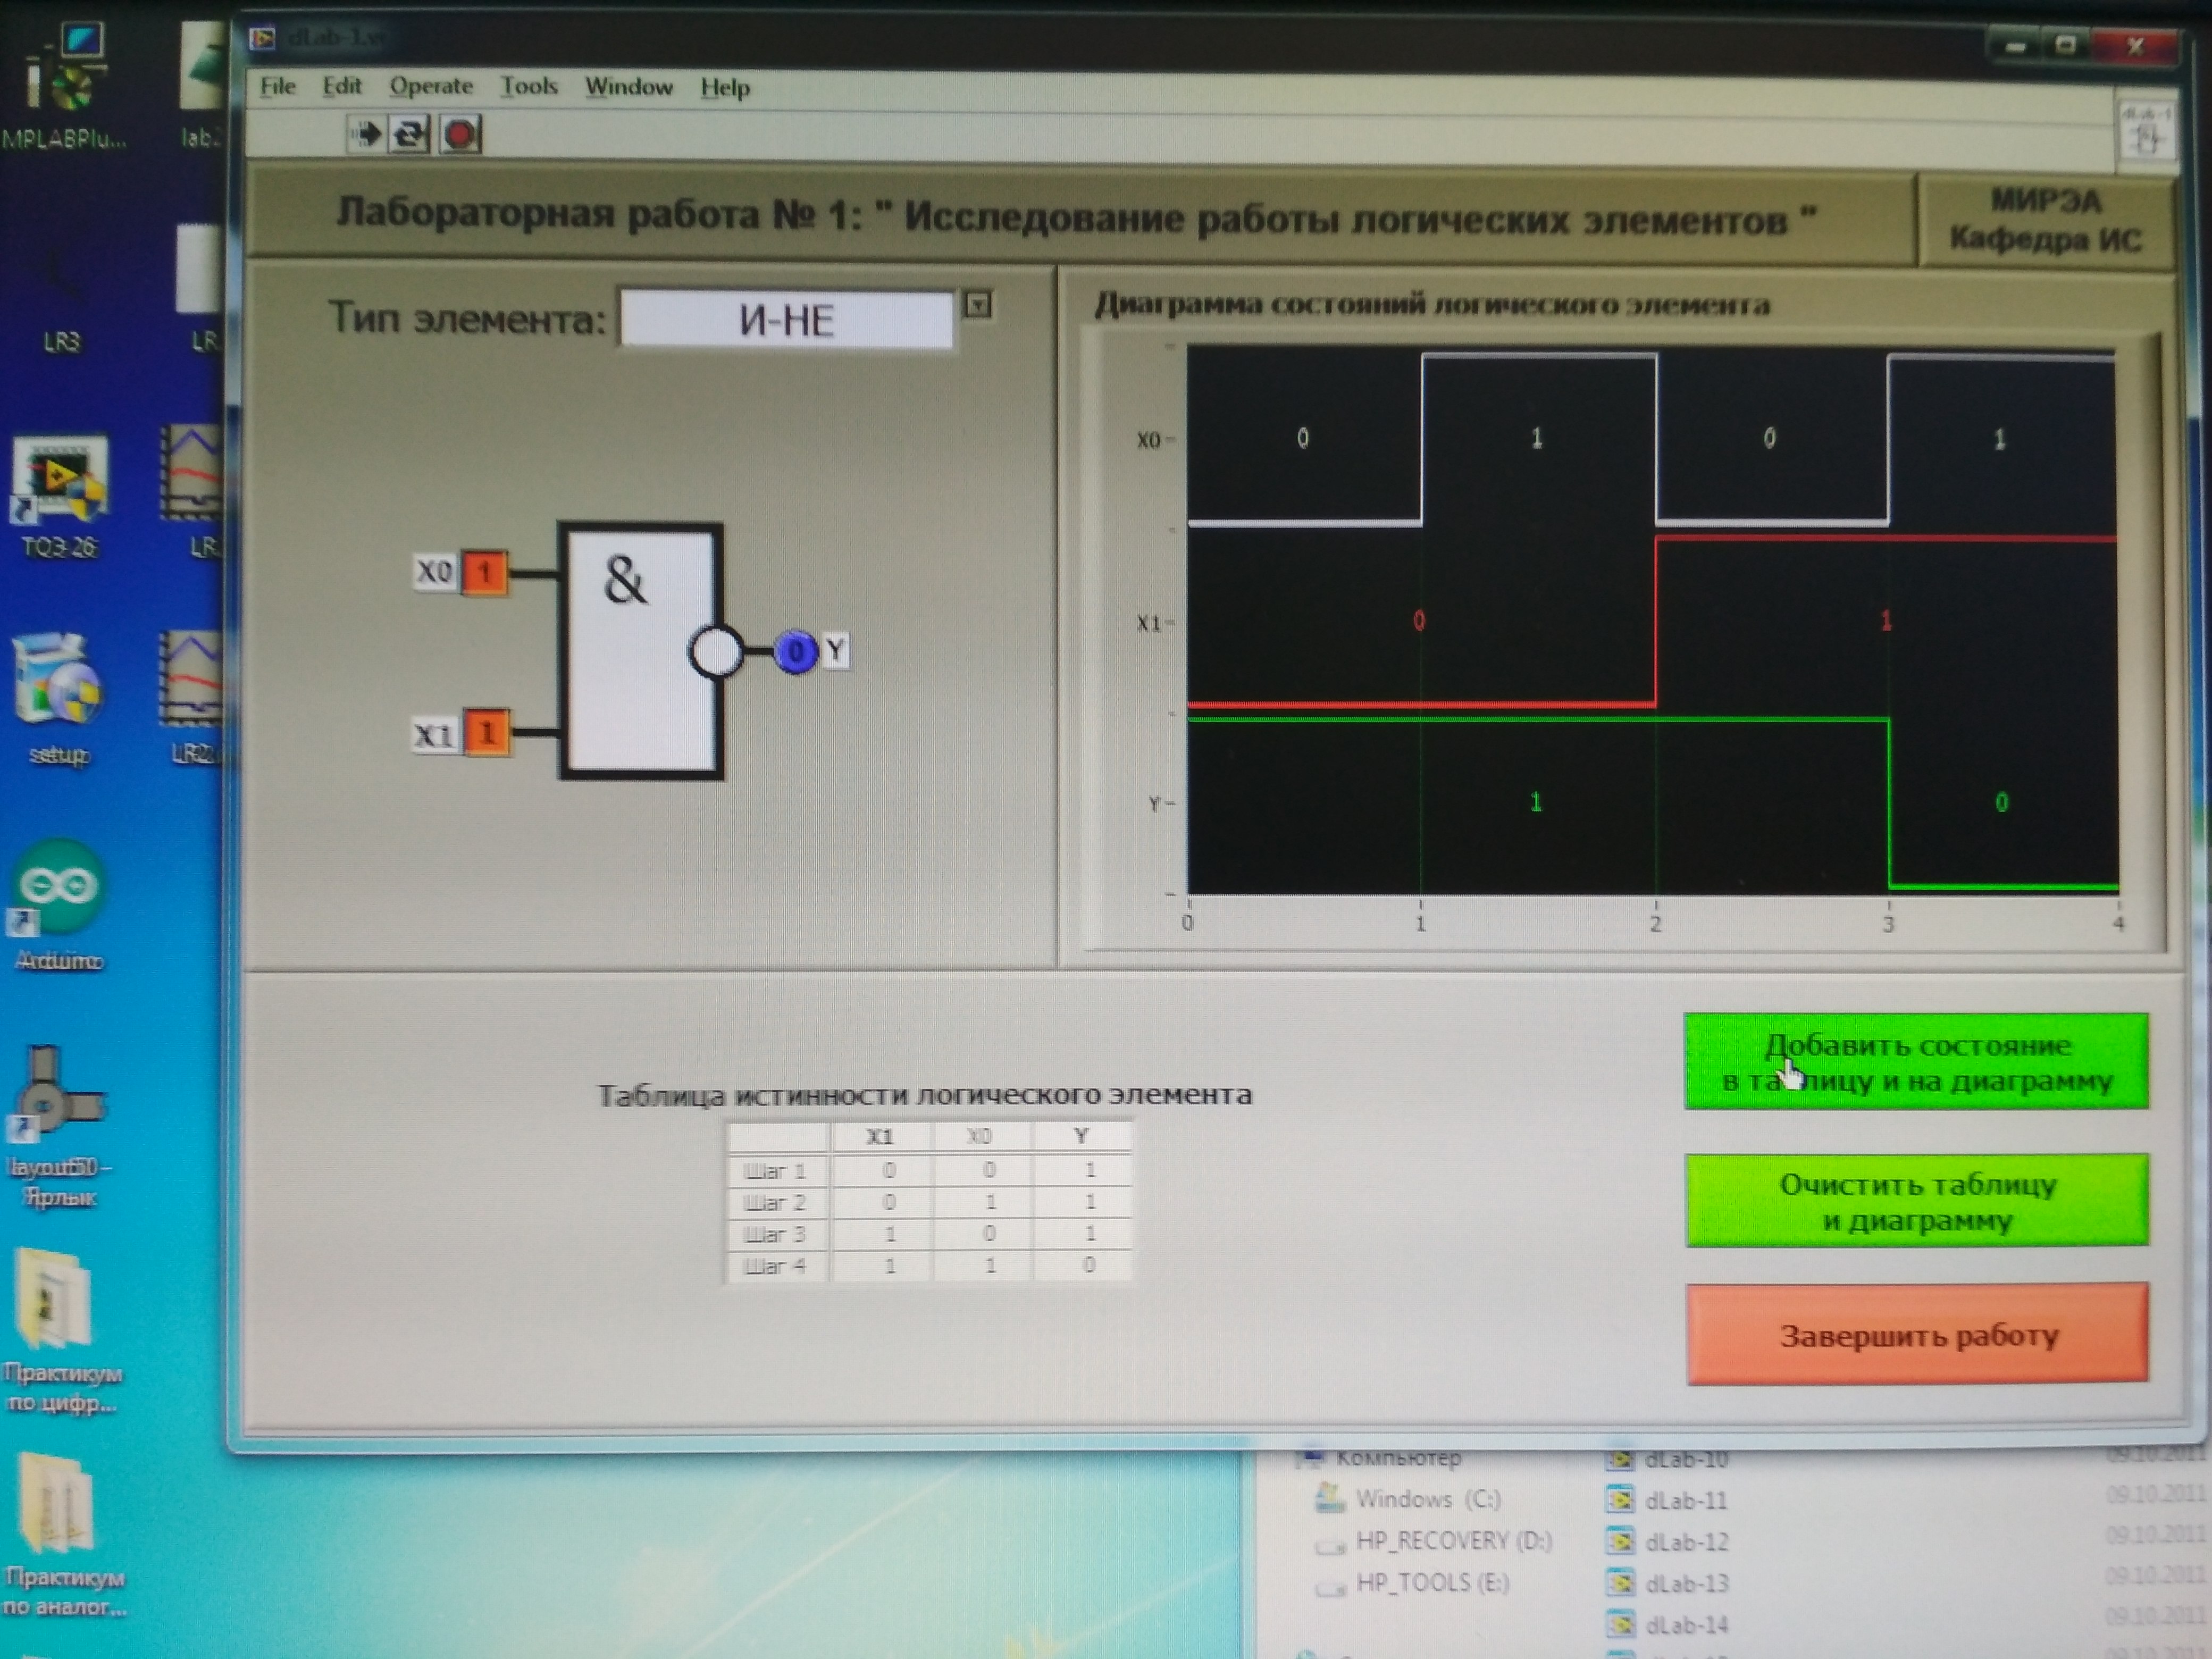 dLab-1.vi
File Edit Operate Tools Window Help
dLab-1
Лабораторная работа № 1: " Исследование работы логических элементов "
МИРЭА
Кафедра ИС
Тип элемента: И-НЕ
Диаграмма состояний логического элемента
X0 0 1 0 1
X1 0 1
Y 1 0
0 1 2 3 4
&
X0 1
X1 1
0 Y
Таблица истинности логического элемента
X1 X0 Y
Шаг 1 0 0 1
Шаг 2 0 1 1
Шаг 3 1 0 1
Шаг 4 1 1 0
Добавить состояние
в таблицу и на диаграмму
Очистить таблицу
и диаграмму
Завершить работу
MPLABPlu...
lab2
LR3
LR
TOЭ-26
LR
setup
LR2
Arduino
layout50 -
Ярлык
Практикум
по цифр...
Практикум
по аналог...
Компьютер
Windows (C:)
HP_RECOVERY (D:)
HP_TOOLS (E:)
dLab-10 09.10.2011
dLab-11 09.10.2011
dLab-12 09.10.2011
dLab-13 09.10.2011
dLab-14 09.10.2011